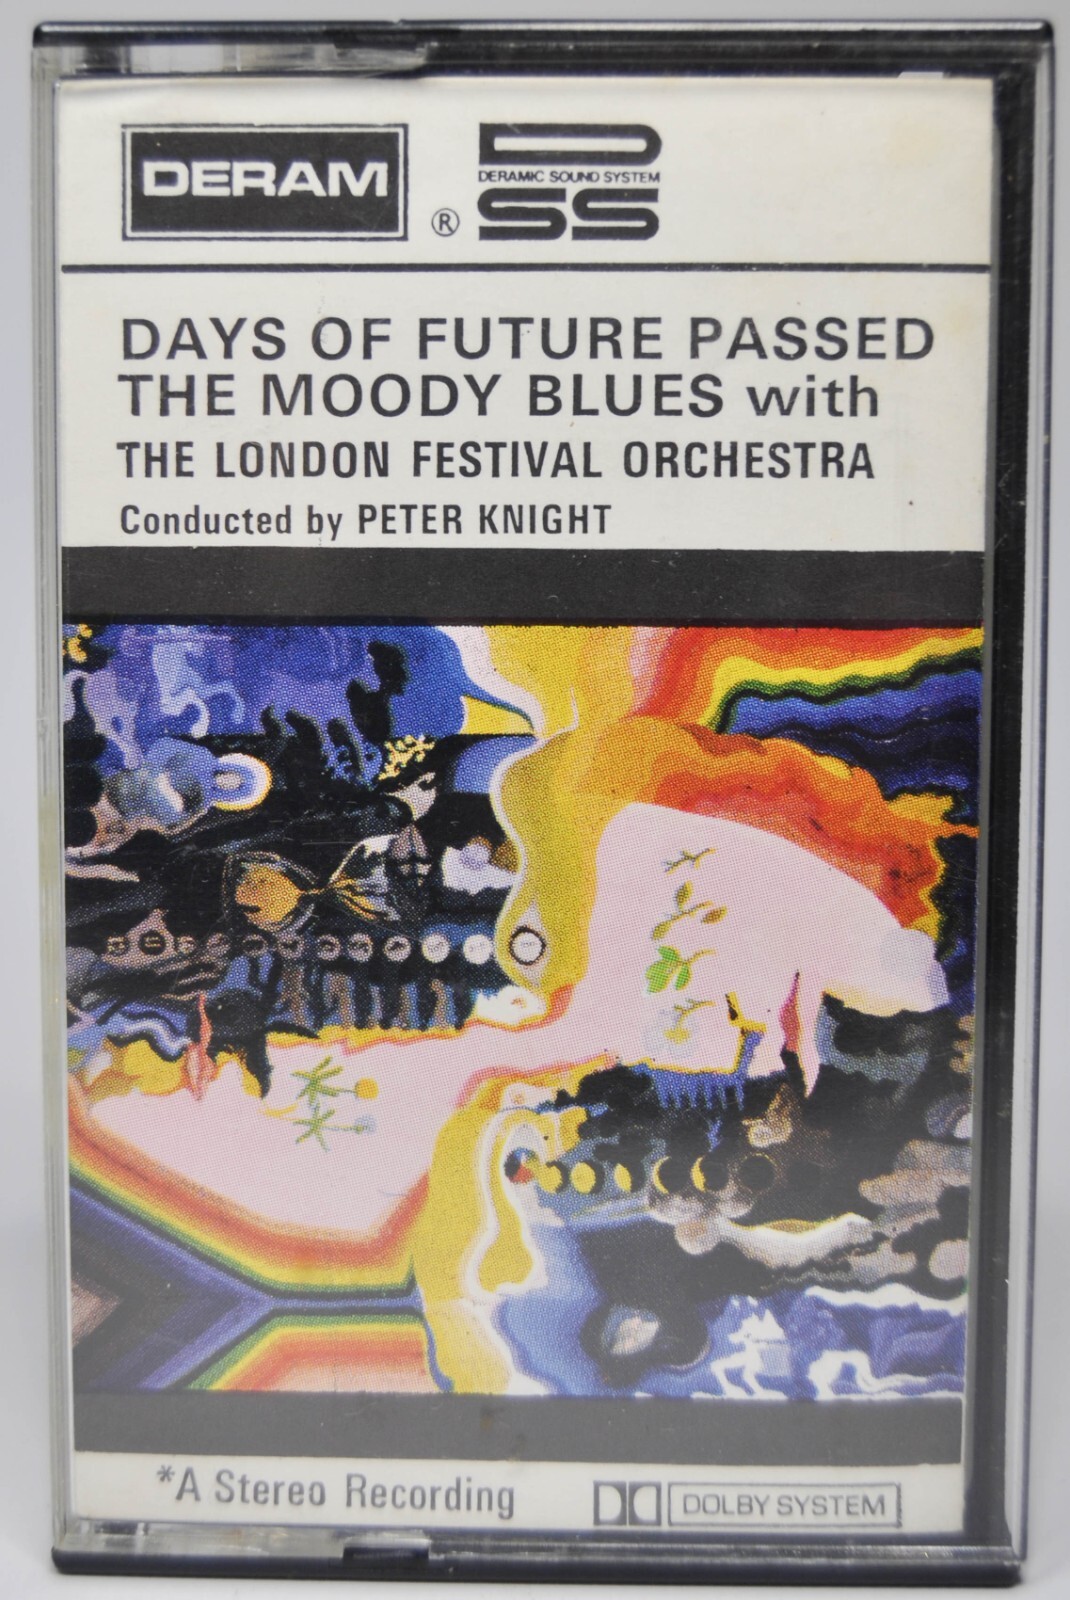 DERAM
®
DERAMIC SOUND SYSTEM
DSS
DAYS OF FUTURE PASSED
THE MOODY BLUES with
THE LONDON FESTIVAL ORCHESTRA
Conducted by PETER KNIGHT
*A Stereo Recording
DOLBY SYSTEM